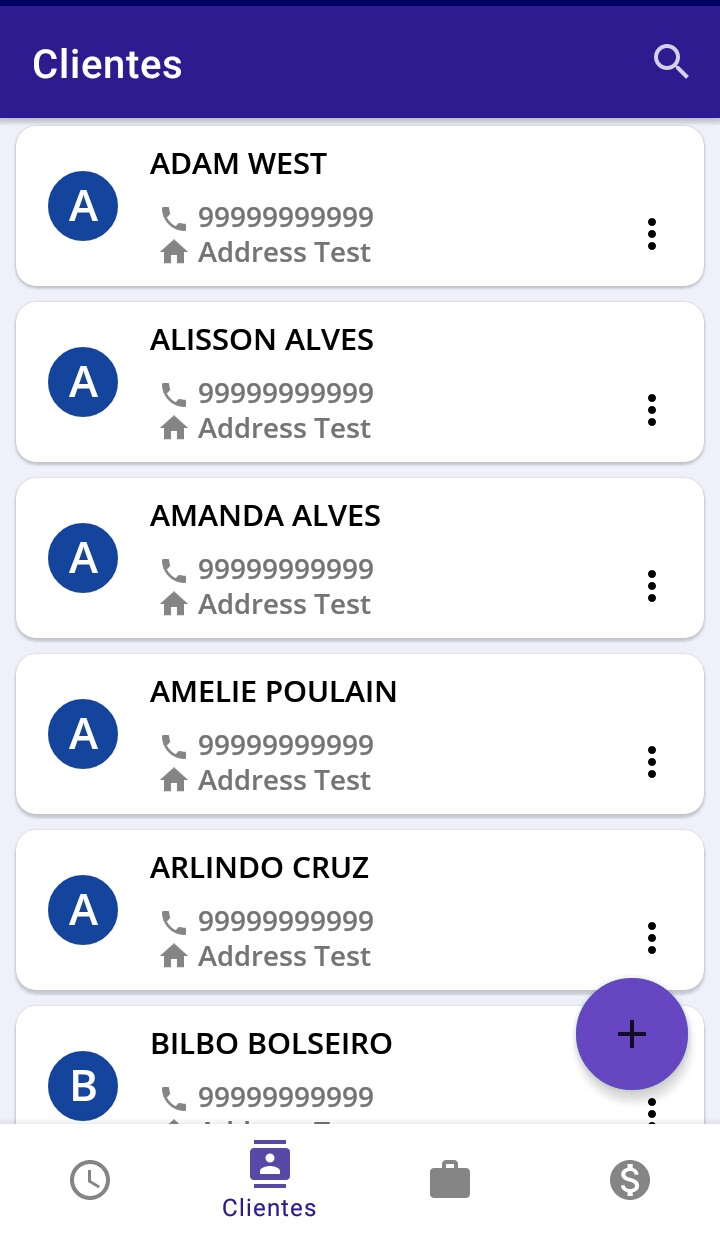 Clientes
ADAM WEST
A
99999999999
Address Test
ALISSON ALVES
A
99999999999
Address Test
AMANDA ALVES
A
99999999999
Address Test
AMELIE POULAIN
A
99999999999
Address Test
ARLINDO CRUZ
A
99999999999
Address Test
BILBO BOLSEIRO
B
99999999999
Clientes